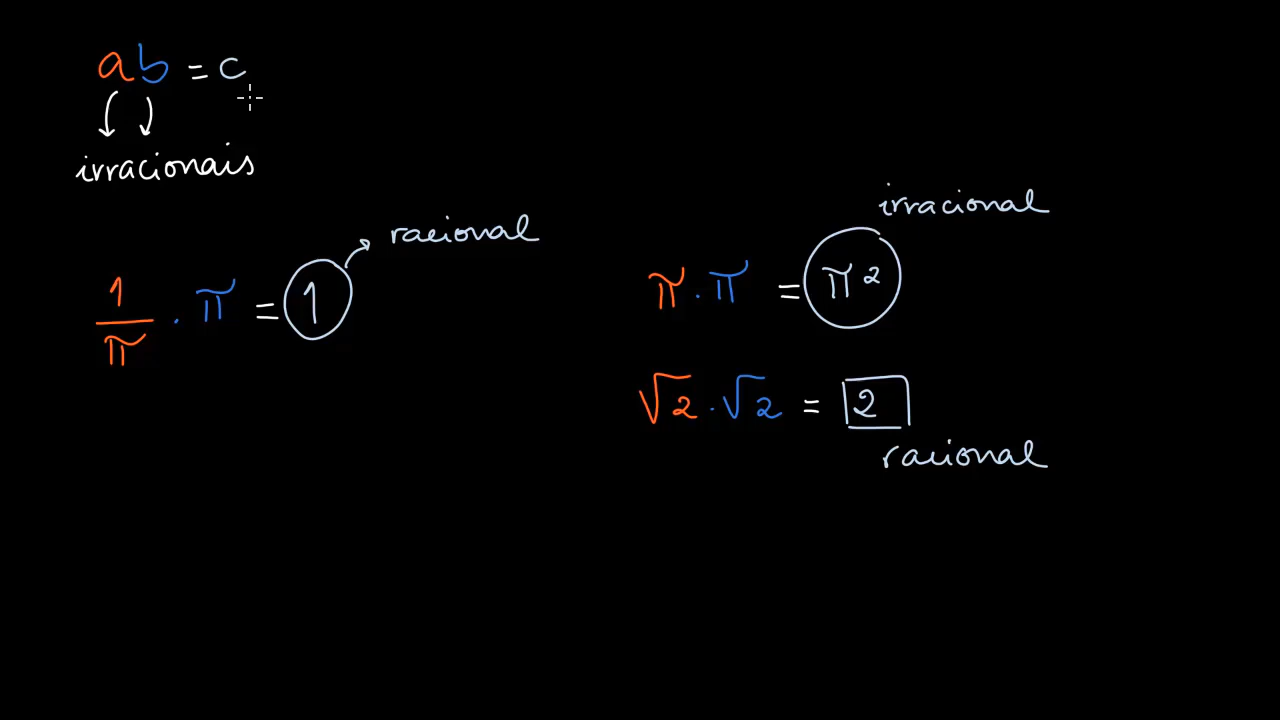 ab = c
irracionais
1/π · π = 1
racional
irracional
π · π = π²
√2 · √2 = 2
racional